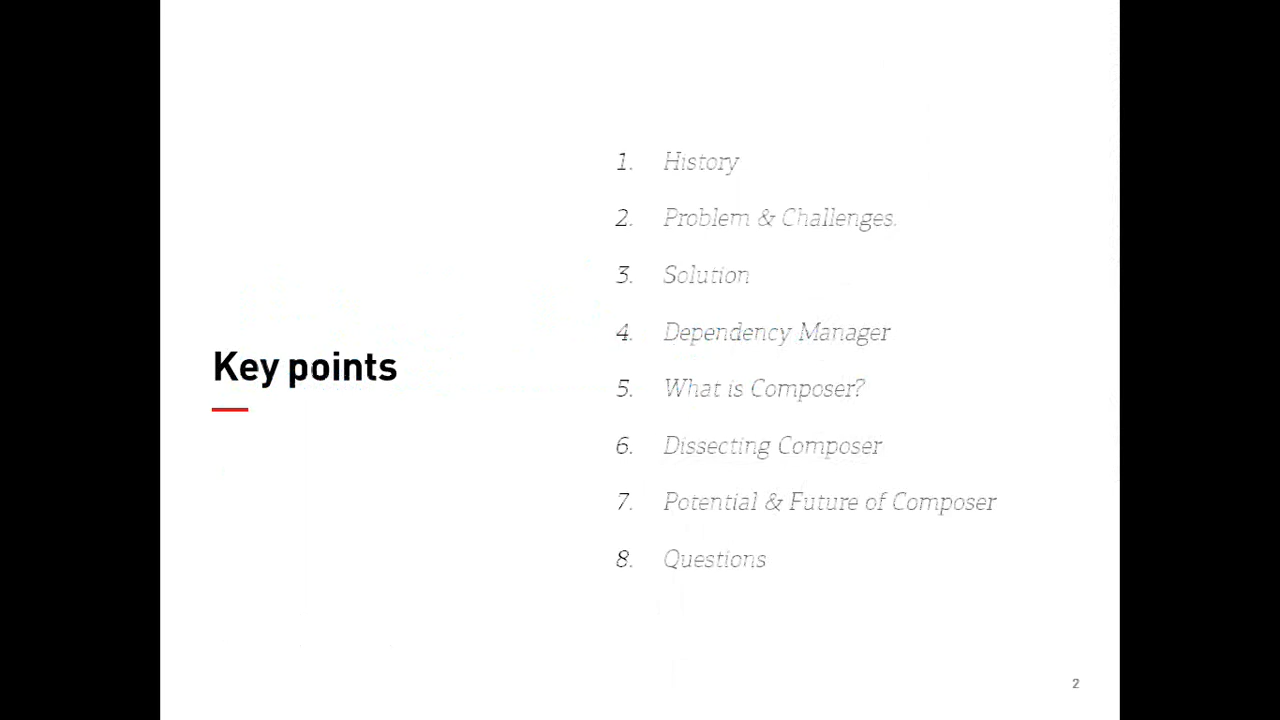 Key points
1. History
2. Problem & Challenges.
3. Solution
4. Dependency Manager
5. What is Composer?
6. Dissecting Composer
7. Potential & Future of Composer
8. Questions
2